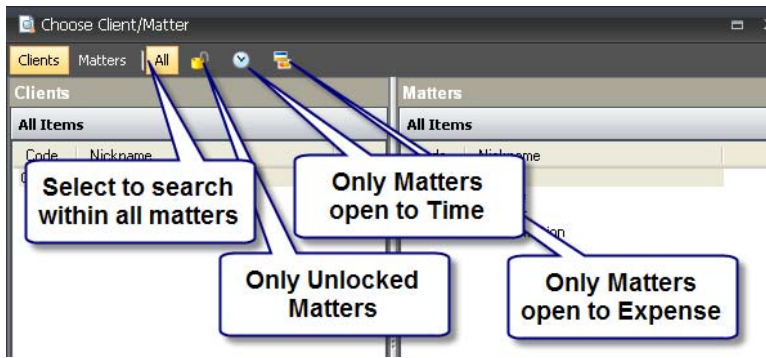 Choose Client/Matter
Clients Matters All
Clients Matters
All Items All Items
Code Nickname Nickname
Select to search
within all matters
Only Matters
open to Time
Only Unlocked
Matters
Only Matters
open to Expense